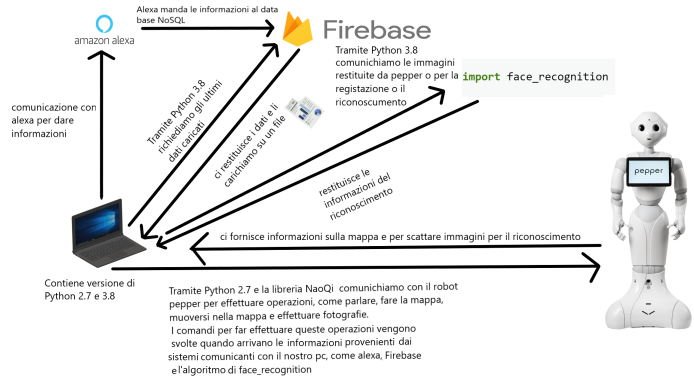 Alexa manda le informazioni al data
base NoSQL
amazon alexa
Firebase
Tramite Python 3.8
comunichiamo le immagini
restituite da pepper o per la
registazione o il
riconoscumento
import face_recognition
comunicazione con
alexa per dare
informazioni
Tramite Python 3.8
richiediamo gli ultimi
dati caricati
ci restituisce i dati e li
carichiamo su un file
restituisce le
informazioni del
riconoscimento
pepper
ci fornisce informazioni sulla mappa e per scattare immagini per il riconoscimento
Contiene versione di
Python 2.7 e 3.8
Tramite Python 2.7 e la libreria NaoQi comunichiamo con il robot
pepper per effettuare operazioni, come parlare, fare la mappa,
muoversi nella mappa e effettuare fotografie.
I comandi per far effettuare queste operazioni vengono
svolte quando arrivano le informazioni provenienti dai
sistemi comunicanti con il nostro pc, come alexa, Firebase
e l'algoritmo di face_recognition